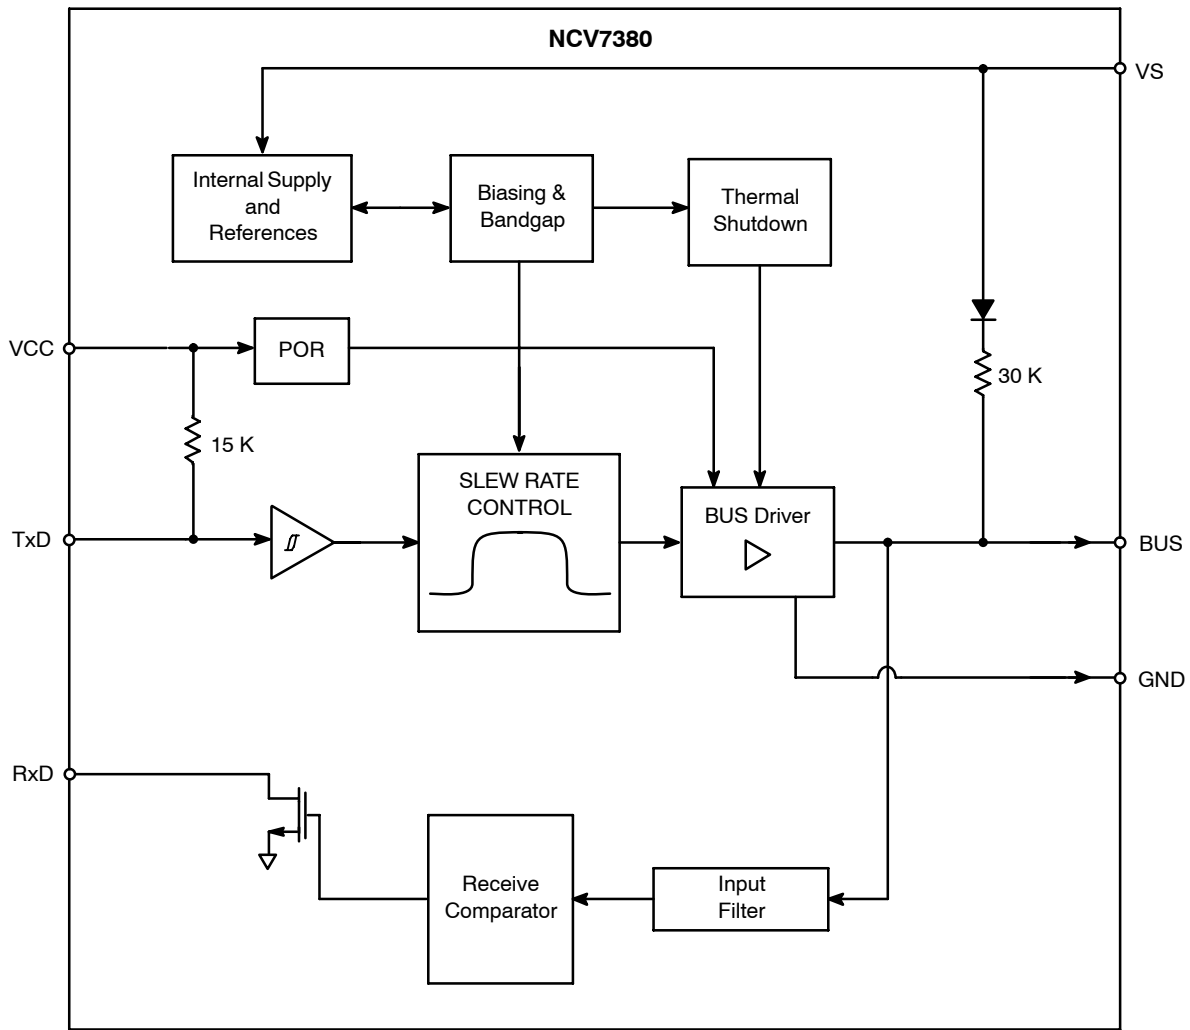 NCV7380
VS
Internal Supply
and
References
Biasing &
Bandgap
Thermal
Shutdown
VCC
POR
30 K
15 K
SLEW RATE
CONTROL
BUS Driver
TxD
BUS
GND
RxD
Receive
Comparator
Input
Filter